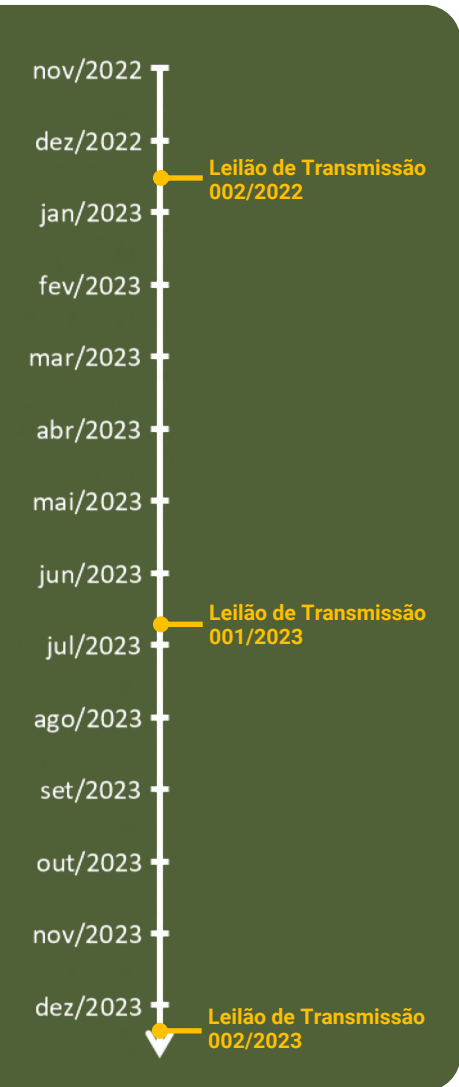 nov/2022
dez/2022
Leilão de Transmissão
002/2022
jan/2023
fev/2023
mar/2023
abr/2023
mai/2023
jun/2023
Leilão de Transmissão
001/2023
jul/2023
ago/2023
set/2023
out/2023
nov/2023
dez/2023
Leilão de Transmissão
002/2023